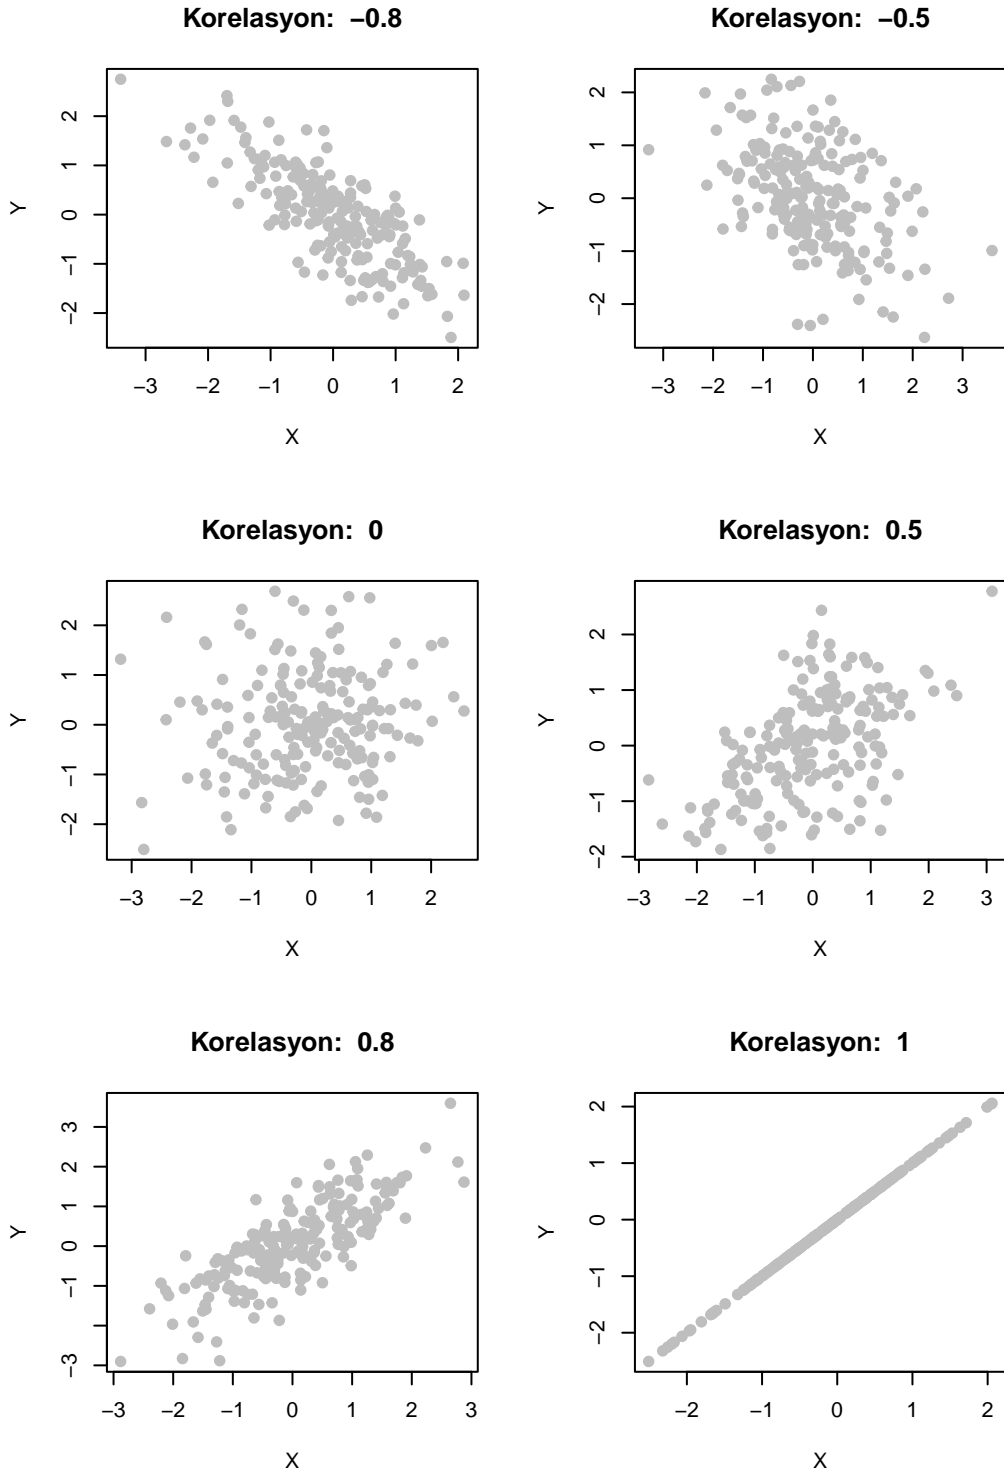 Korelasyon: −0.8
Y
2
1
0
−1
−2
−3 −2 −1 0 1 2
X
Korelasyon: −0.5
Y
2
1
0
−1
−2
−3 −2 −1 0 1 2 3
X
Korelasyon: 0
Y
2
1
0
−1
−2
−3 −2 −1 0 1 2
X
Korelasyon: 0.5
Y
2
1
0
−1
−2
−3 −2 −1 0 1 2 3
X
Korelasyon: 0.8
Y
3
2
1
0
−1
−3
−3 −2 −1 0 1 2 3
X
Korelasyon: 1
Y
2
1
0
−1
−2
−2 −1 0 1 2
X